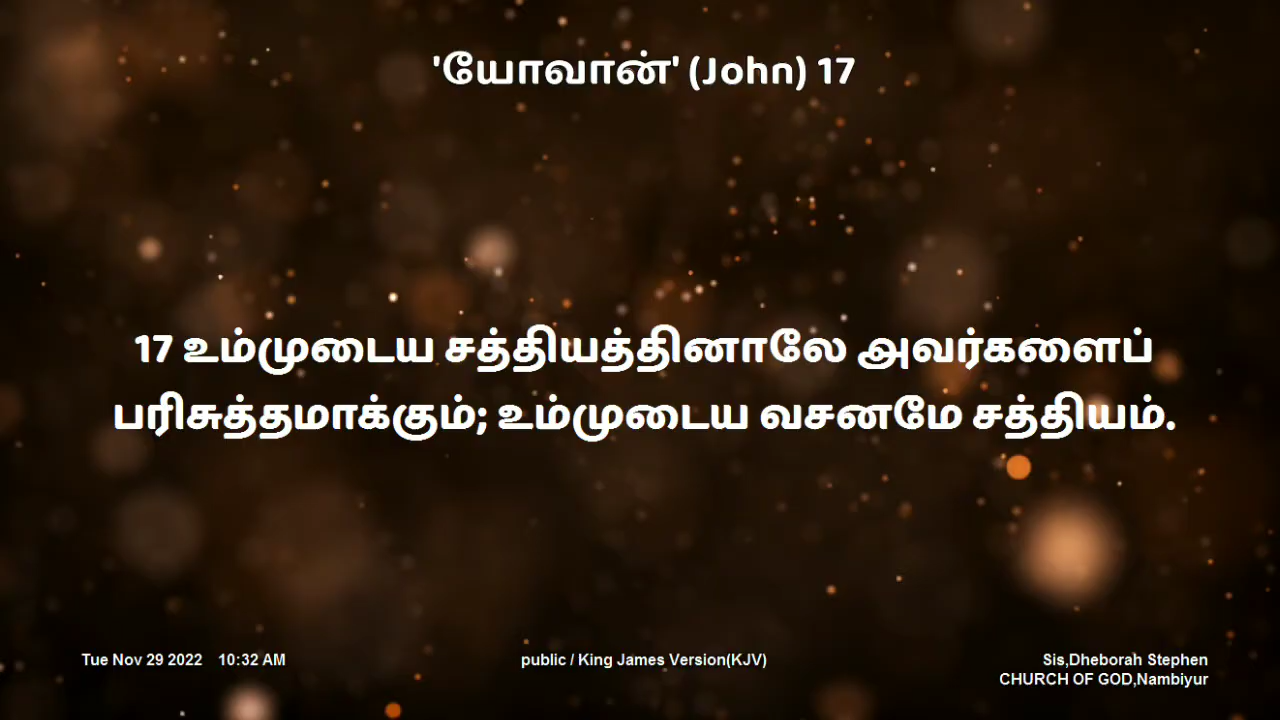 'யோவான்' (John) 17
17 உம்முடைய சத்தியத்தினாலே அவர்களைப்
பரிசுத்தமாக்கும்; உம்முடைய வசனமே சத்தியம்.
Tue Nov 29 2022 10:32 AM
public / King James Version(KJV)
Sis,Dheborah Stephen
CHURCH OF GOD,Nambiyur